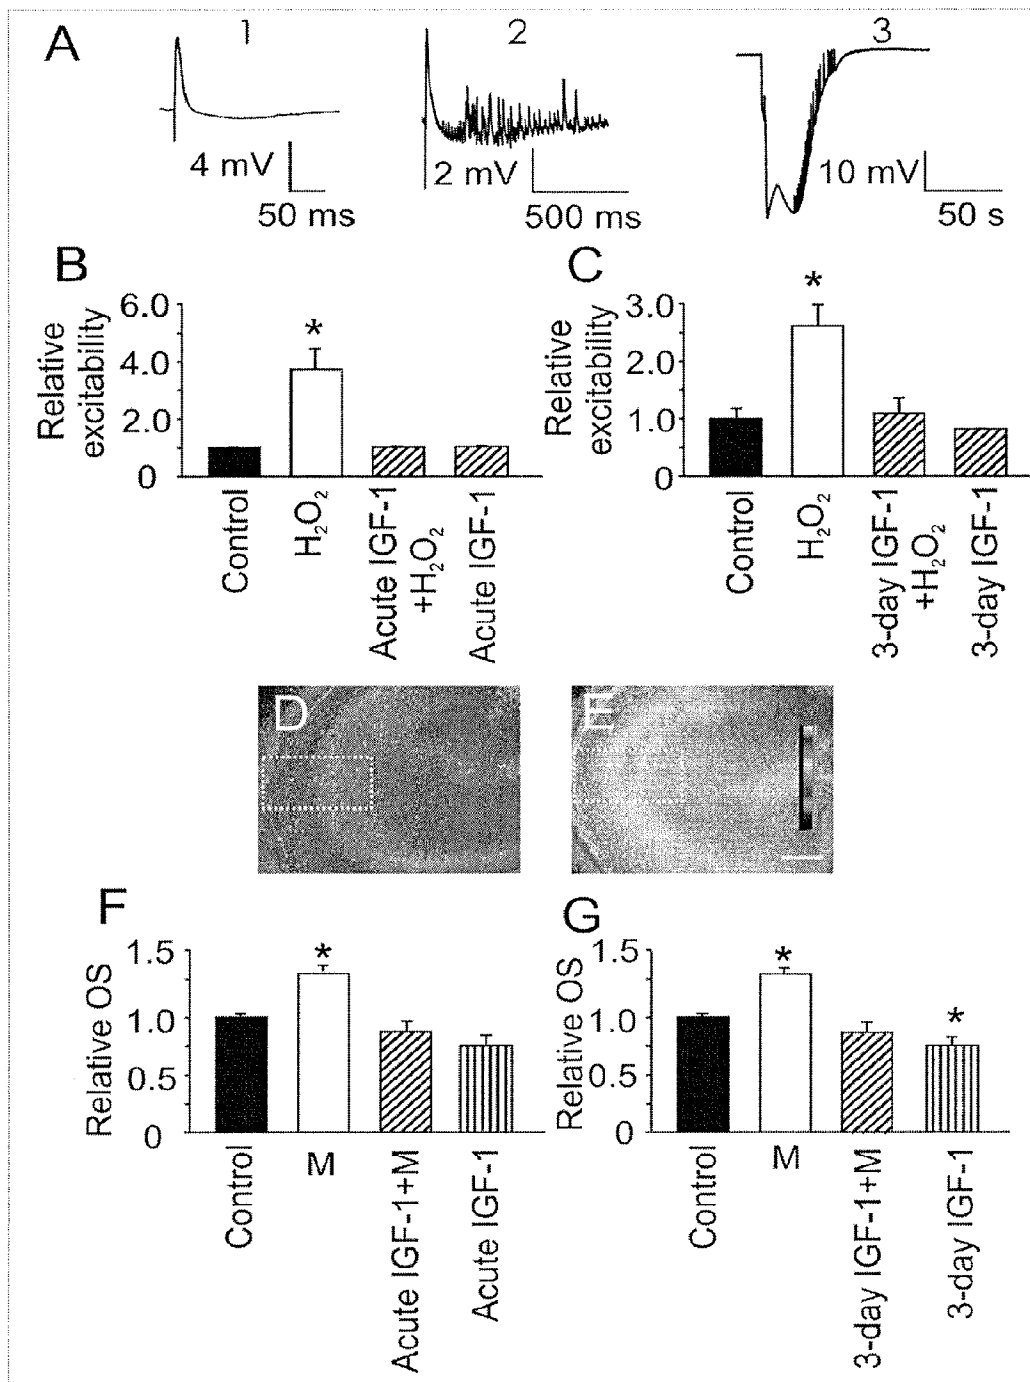 A
1
2
3
4 mV
50 ms
2 mV
500 ms
10 mV
50 s
B
Relative excitability
6.0
4.0
2.0
0
*
Control
H₂O₂
Acute IGF-1 +H₂O₂
Acute IGF-1
C
Relative excitability
3.0
2.0
1.0
0
*
Control
H₂O₂
3-day IGF-1 +H₂O₂
3-day IGF-1
D
E
F
Relative OS
1.5
1.0
0.5
0
*
Control
M
Acute IGF-1+M
Acute IGF-1
G
Relative OS
1.5
1.0
0.5
0
*
*
Control
M
3-day IGF-1+M
3-day IGF-1